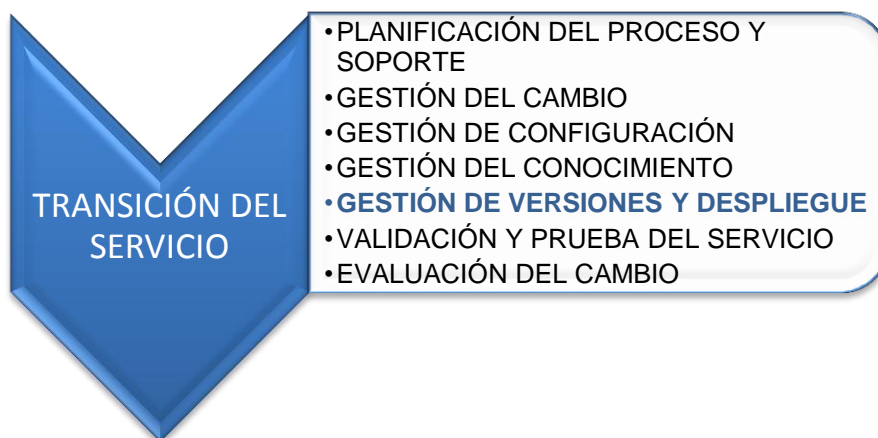 TRANSICIÓN DEL
SERVICIO
•PLANIFICACIÓN DEL PROCESO Y
SOPORTE
•GESTIÓN DEL CAMBIO
•GESTIÓN DE CONFIGURACIÓN
•GESTIÓN DEL CONOCIMIENTO
•GESTIÓN DE VERSIONES Y DESPLIEGUE
•VALIDACIÓN Y PRUEBA DEL SERVICIO
•EVALUACIÓN DEL CAMBIO